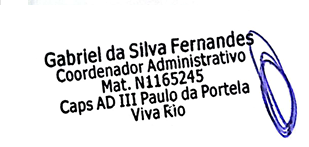 Gabriel da Silva Fernandes
Coordenador Administrativo
Mat. N1165245
Caps AD III Paulo da Portela
Viva Rio